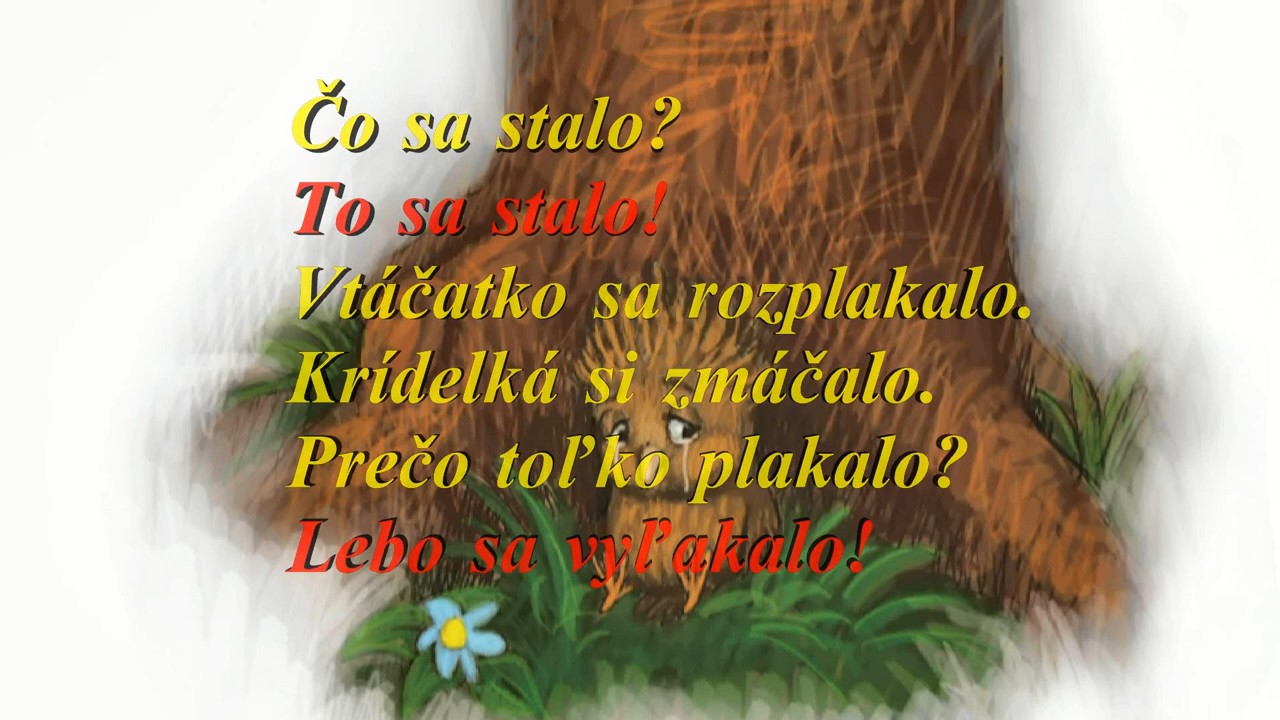 Čo sa stalo?
To sa stalo!
Vtáčatko sa rozplakalo.
Krídelká si zmáčalo.
Prečo toľko plakalo?
Lebo sa vyľakalo!